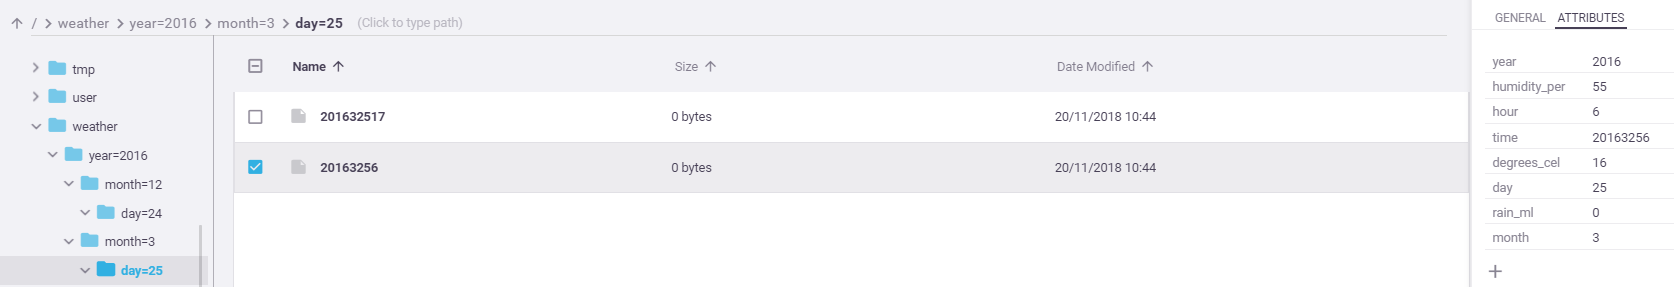 / > weather > year=2016 > month=3 > day=25 (Click to type path)
tmp
user
weather
year=2016
month=12
day=24
month=3
day=25
Name Size Date Modified
201632517 0 bytes 20/11/2018 10:44
20163256 0 bytes 20/11/2018 10:44
GENERAL ATTRIBUTES
year 2016
humidity_per 55
hour 6
time 20163256
degrees_cel 16
day 25
rain_ml 0
month 3
+